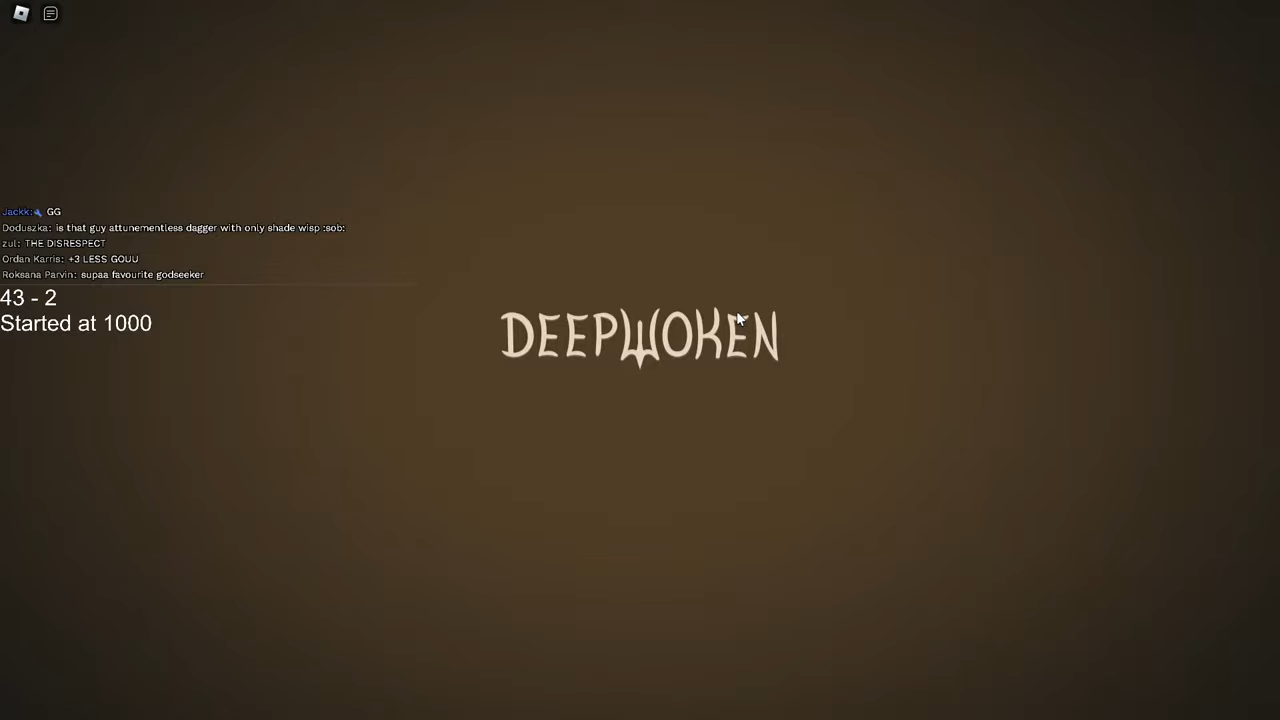 Jackk: GG
Doduszka: is that guy attunementless dagger with only shade wisp :sob:
zul: THE DISRESPECT
Ordan Karris: +3 LESS GOUU
Roksana Parvin: supaa favourite godseeker
43 - 2
Started at 1000
DEEPWOKEN